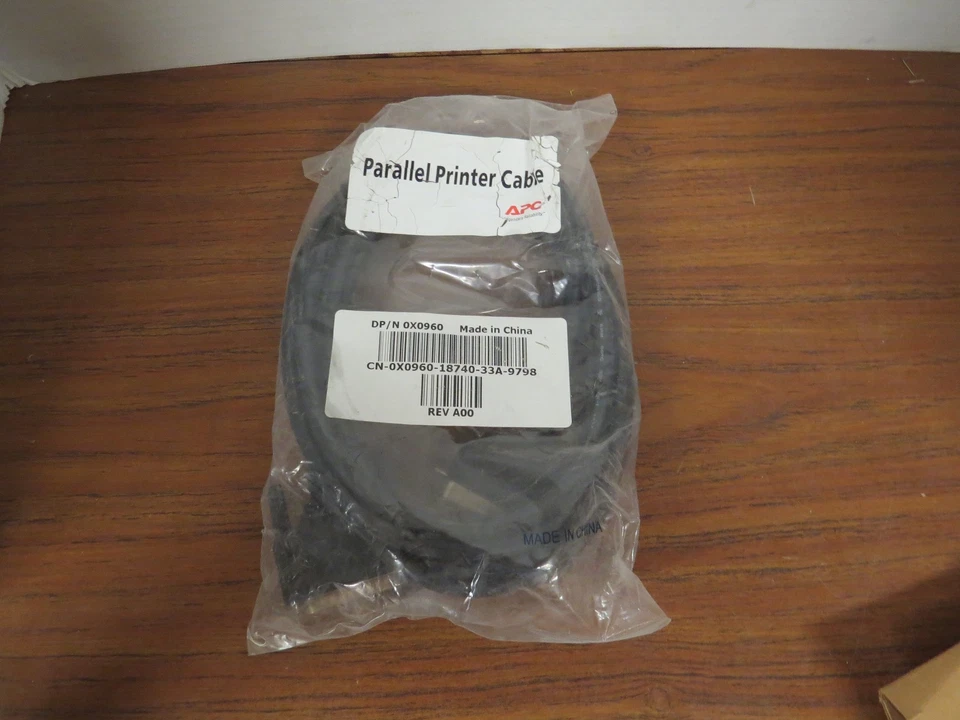 Parallel Printer Cable
APC
DP/N 0X0960 Made in China
CN-0X0960-18740-33A-9798
REV A00
MADE IN CHINA